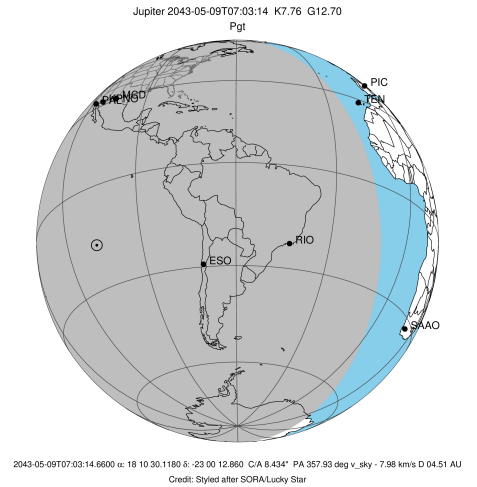 Jupiter 2043-05-09T07:03:14 K7.76 G12.70
Pgt
PIC
TEN
MCD
RIO
ESO
SAAO
2043-05-09T07:03:14.6600 α: 18 10 30.1180 δ: -23 00 12.860 C/A 8.434" PA 357.93 deg v_sky - 7.98 km/s D 04.51 AU
Credit: Styled after SORA/Lucky Star